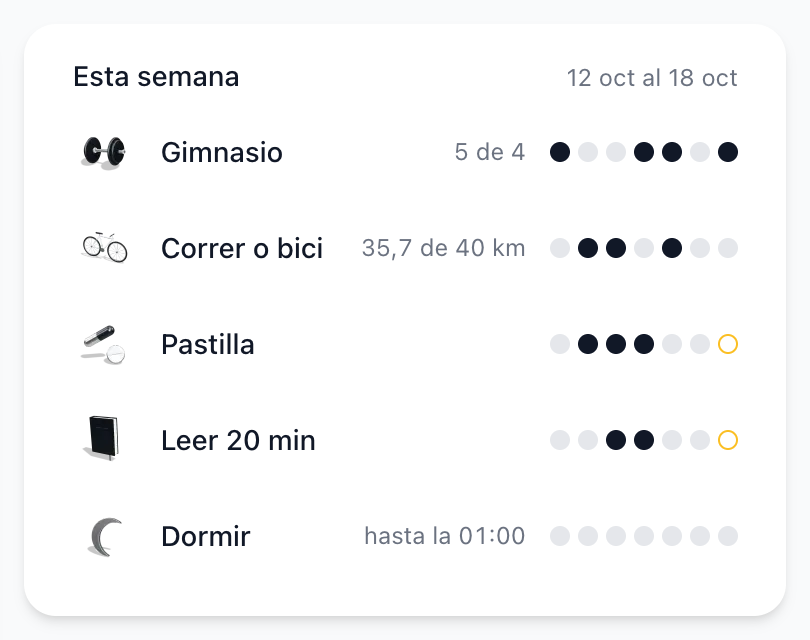 Esta semana 12 oct al 18 oct
Gimnasio 5 de 4
Correr o bici 35,7 de 40 km
Pastilla
Leer 20 min
Dormir hasta la 01:00